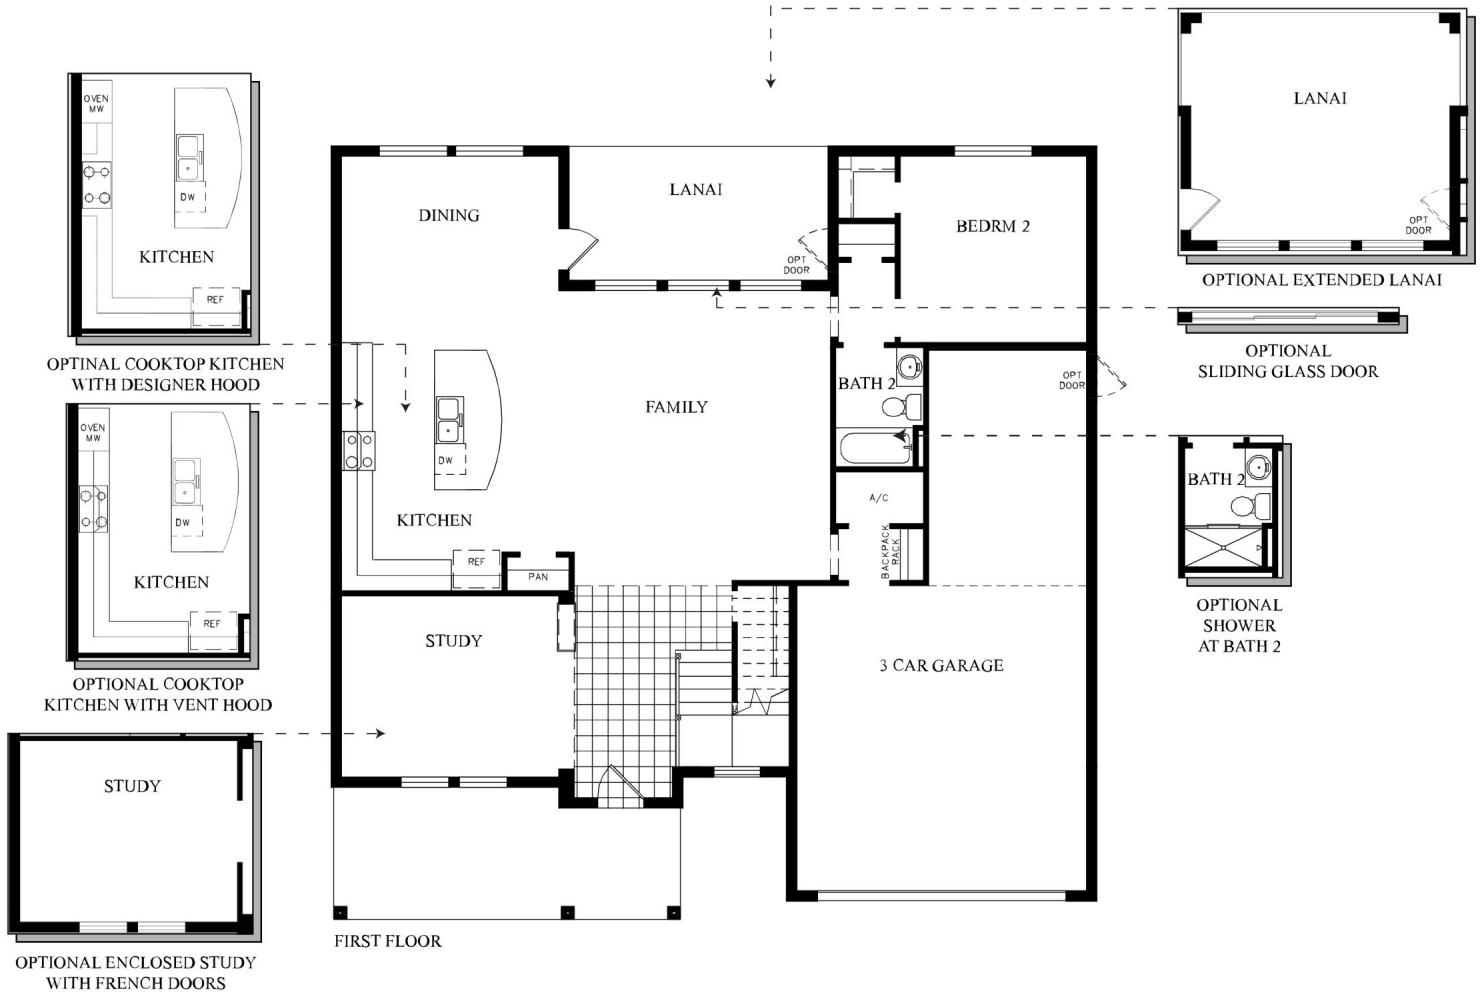 OVEN
MW
DW
KITCHEN
REF
OPTINAL COOKTOP KITCHEN
WITH DESIGNER HOOD
OVEN
MW
DW
KITCHEN
REF
OPTIONAL COOKTOP
KITCHEN WITH VENT HOOD
STUDY
OPTIONAL ENCLOSED STUDY
WITH FRENCH DOORS
DINING
LANAI
OPT
DOOR
BEDRM 2
FAMILY
BATH 2
OPT
DOOR
DW
KITCHEN
REF
PAN
A/C
BACKPACK
RACK
STUDY
3 CAR GARAGE
FIRST FLOOR
LANAI
OPT
DOOR
OPTIONAL EXTENDED LANAI
OPTIONAL
SLIDING GLASS DOOR
BATH 2
OPTIONAL
SHOWER
AT BATH 2